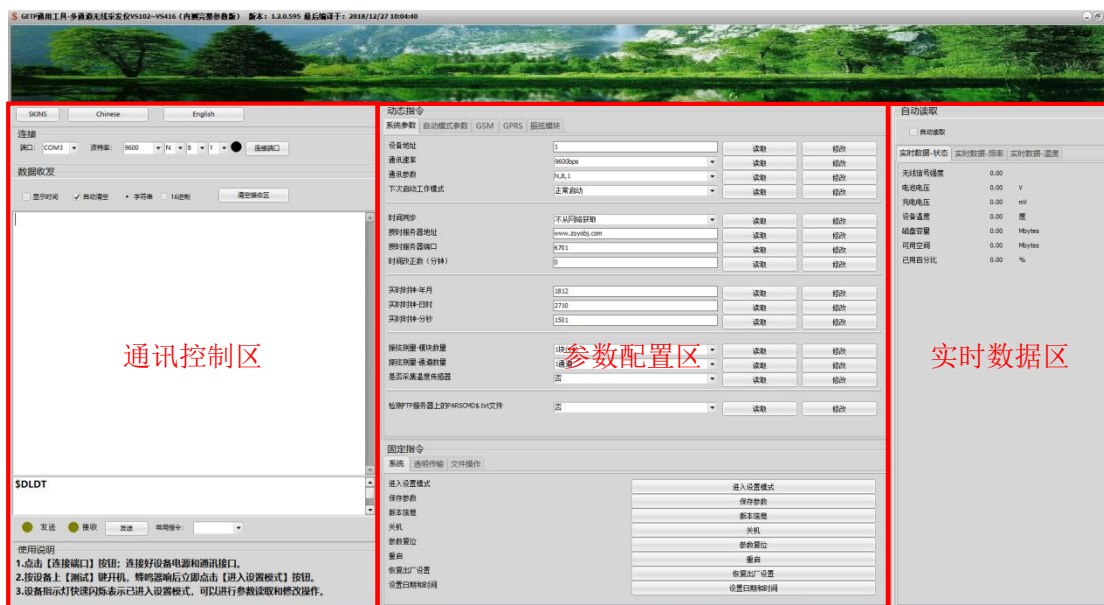 GETP通用工具-多通道无线采发仪VS102~VS416（内测完整参数版） 版本：1.2.0.595 最后编译于：2018/12/27 10:04:40
SKINS Chinese English
连接
端口: COM3 波特率: 9600 N 8 1 连接端口
数据收发
显示时间 自动清空 字符串 16进制 清空接收区
通讯控制区
$DLDT
发送 接收 发送 常用指令:
使用说明
1.点击【连接端口】按钮；连接好设备电源和通讯接口。
2.按设备上【测试】键开机，蜂鸣器响后立即点击【进入设置模式】按钮。
3.设备指示灯快速闪烁表示已进入设置模式，可以进行参数读取和修改操作。
动态指令
系统参数 自动模式参数 GSM GPRS 振弦模块
设备地址 1 读取 修改
通讯速率 9600bps 读取 修改
通讯参数 N,8,1 读取 修改
下次启动工作模式 正常启动 读取 修改
时间同步 不从网络获取 读取 修改
授时服务器地址 www.zoyobj.com 读取 修改
授时服务器端口 6701 读取 修改
时间改正数（分钟） 0 读取 修改
实时时钟-年月 1812 读取 修改
实时时钟-日时 2710 读取 修改
实时时钟-分秒 1501 读取 修改
振弦测量-模块数量 读取 修改
振弦测量-通道数量 1通道 读取 修改
是否采集温度传感器 否 读取 修改
参数配置区
检测FTP服务器上的PARSCMD$.txt文件 否 读取 修改
固定指令
系统 透明传输 文件操作
进入设置模式 进入设置模式
保存参数 保存参数
版本信息 版本信息
关机 关机
参数复位 参数复位
重启 重启
恢复出厂设置 恢复出厂设置
设置日期和时间 设置日期和时间
自动读取
自动读取
实时数据-状态 实时数据-频率 实时数据-温度
无线信号强度 0.00
电池电压 0.00 V
充电电压 0.00 mV
设备温度 0.00 度
磁盘容量 0.00 Mbytes
可用空间 0.00 Mbytes
已用百分比 0.00 %
实时数据区